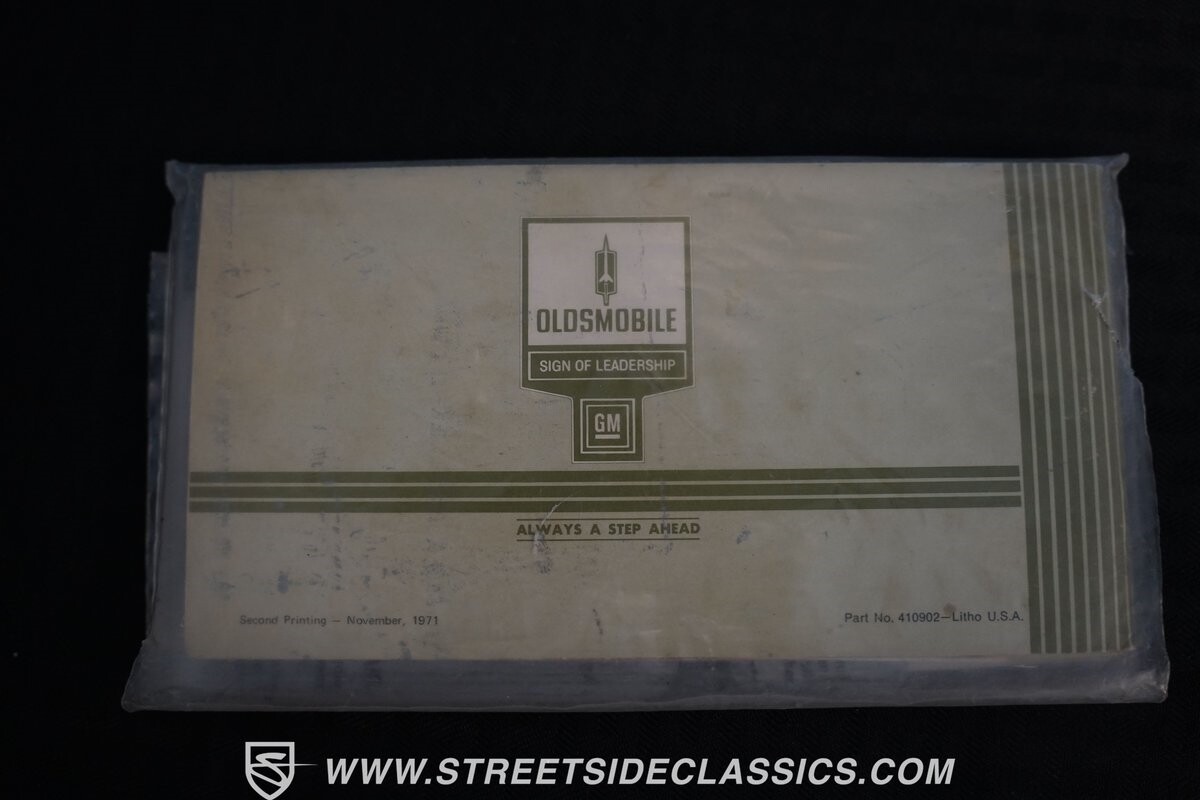 OLDSMOBILE
SIGN OF LEADERSHIP
GM
ALWAYS A STEP AHEAD
Second Printing — November, 1971
Part No. 410902—Litho U.S.A.
WWW.STREETSIDECLASSICS.COM